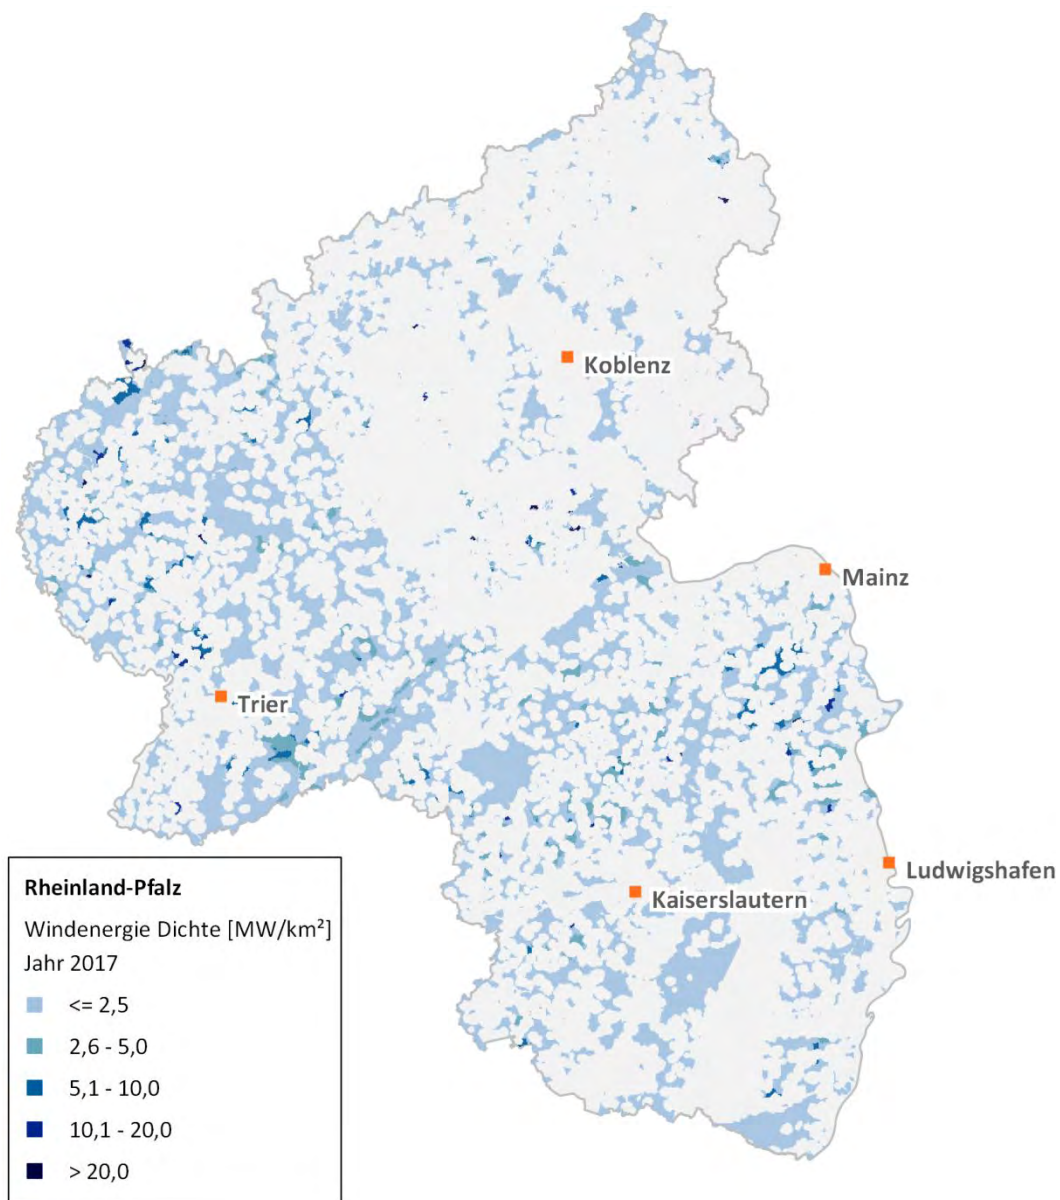 Koblenz
Mainz
Trier
Ludwigshafen
Kaiserslautern
Rheinland-Pfalz
Windenergie Dichte [MW/km²]
Jahr 2017
<= 2,5
2,6 - 5,0
5,1 - 10,0
10,1 - 20,0
> 20,0